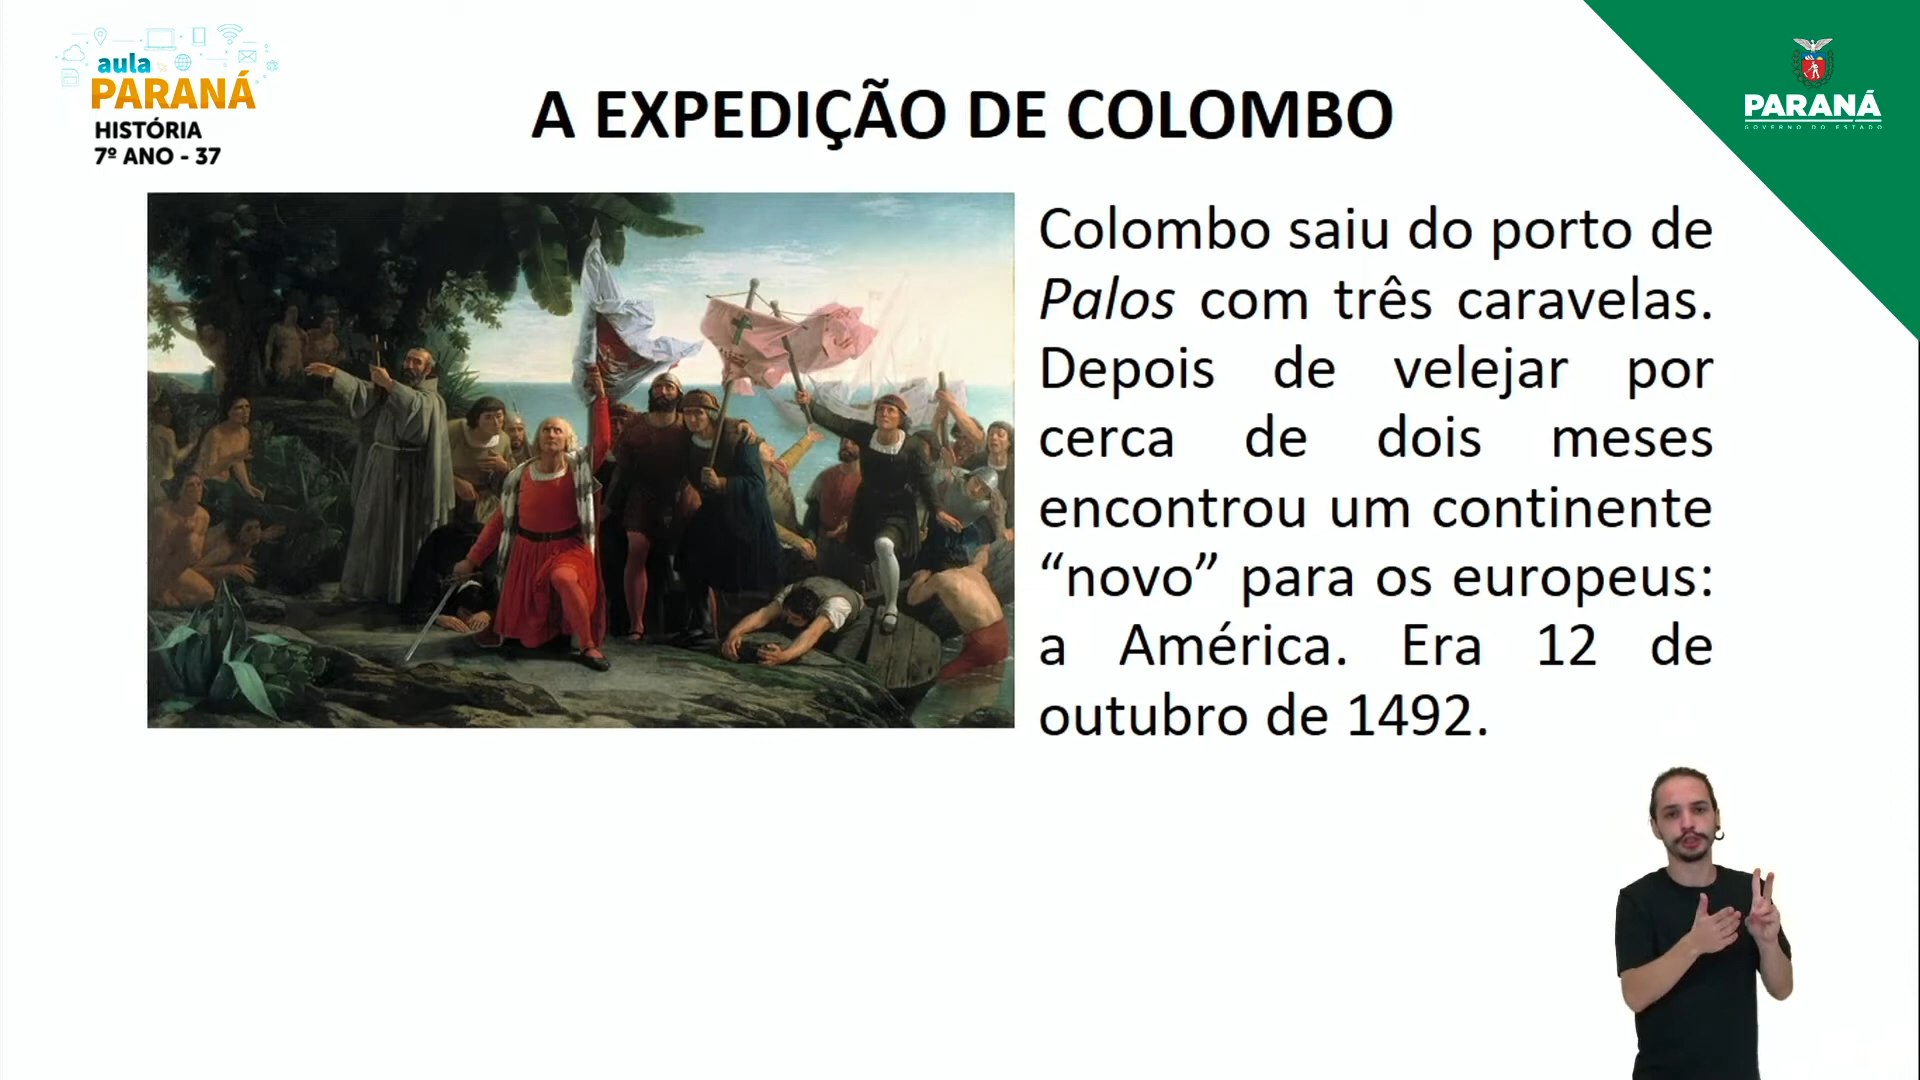 aula
PARANÁ
HISTÓRIA
7º ANO - 37
A EXPEDIÇÃO DE COLOMBO
PARANÁ
GOVERNO DO ESTADO
Colombo saiu do porto de
Palos com três caravelas.
Depois de velejar por
cerca de dois meses
encontrou um continente
“novo” para os europeus:
a América. Era 12 de
outubro de 1492.